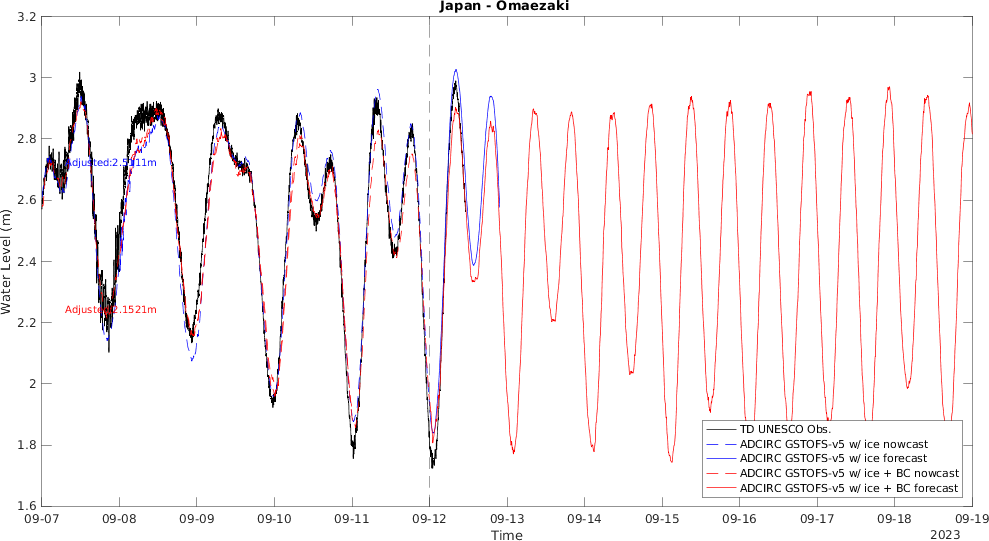 Japan - Omaezaki
3.2
3
2.8
2.6
2.4
2.2
2
1.8
1.6
Water Level (m)
Adjusted:2.5111m
Adjusted:2.1521m
TD UNESCO Obs.
ADCIRC GSTOFS-v5 w/ ice nowcast
ADCIRC GSTOFS-v5 w/ ice forecast
ADCIRC GSTOFS-v5 w/ ice + BC nowcast
ADCIRC GSTOFS-v5 w/ ice + BC forecast
09-07 09-08 09-09 09-10 09-11 09-12 09-13 09-14 09-15 09-16 09-17 09-18 09-19
Time
2023